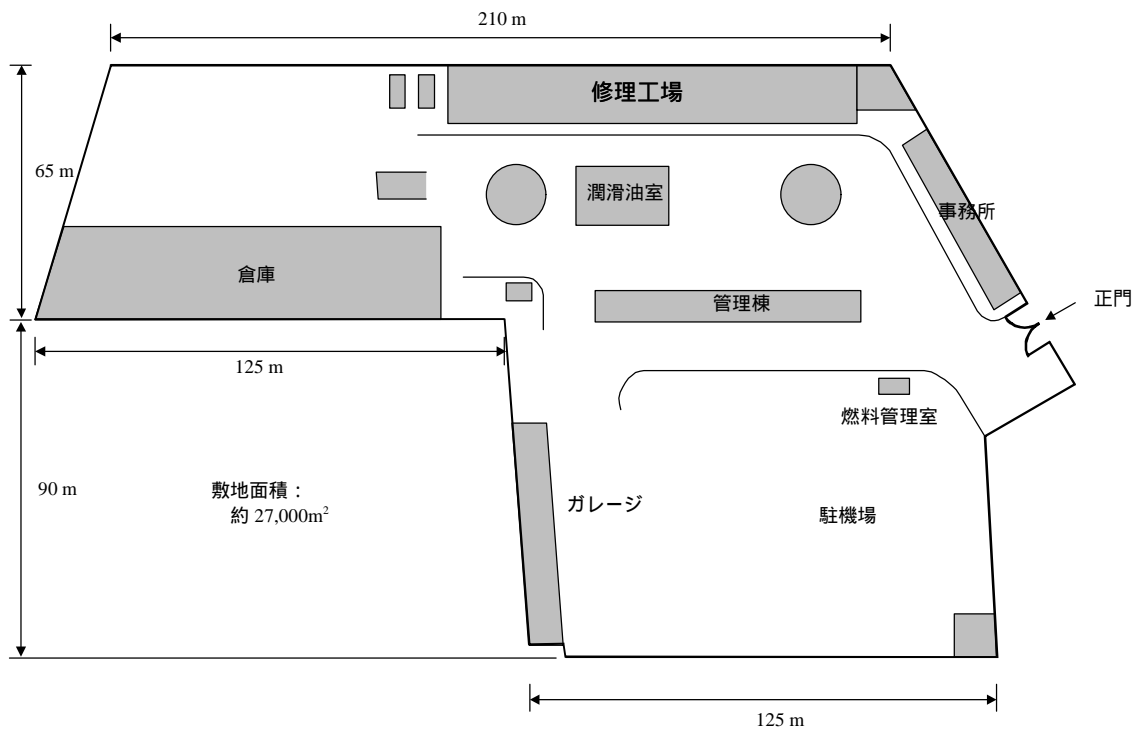 210 m
修理工場
65 m
潤滑油室
事務所
倉庫
管理棟
正門
125 m
燃料管理室
90 m
敷地面積：
約 27,000m²
ガレージ
駐機場
125 m